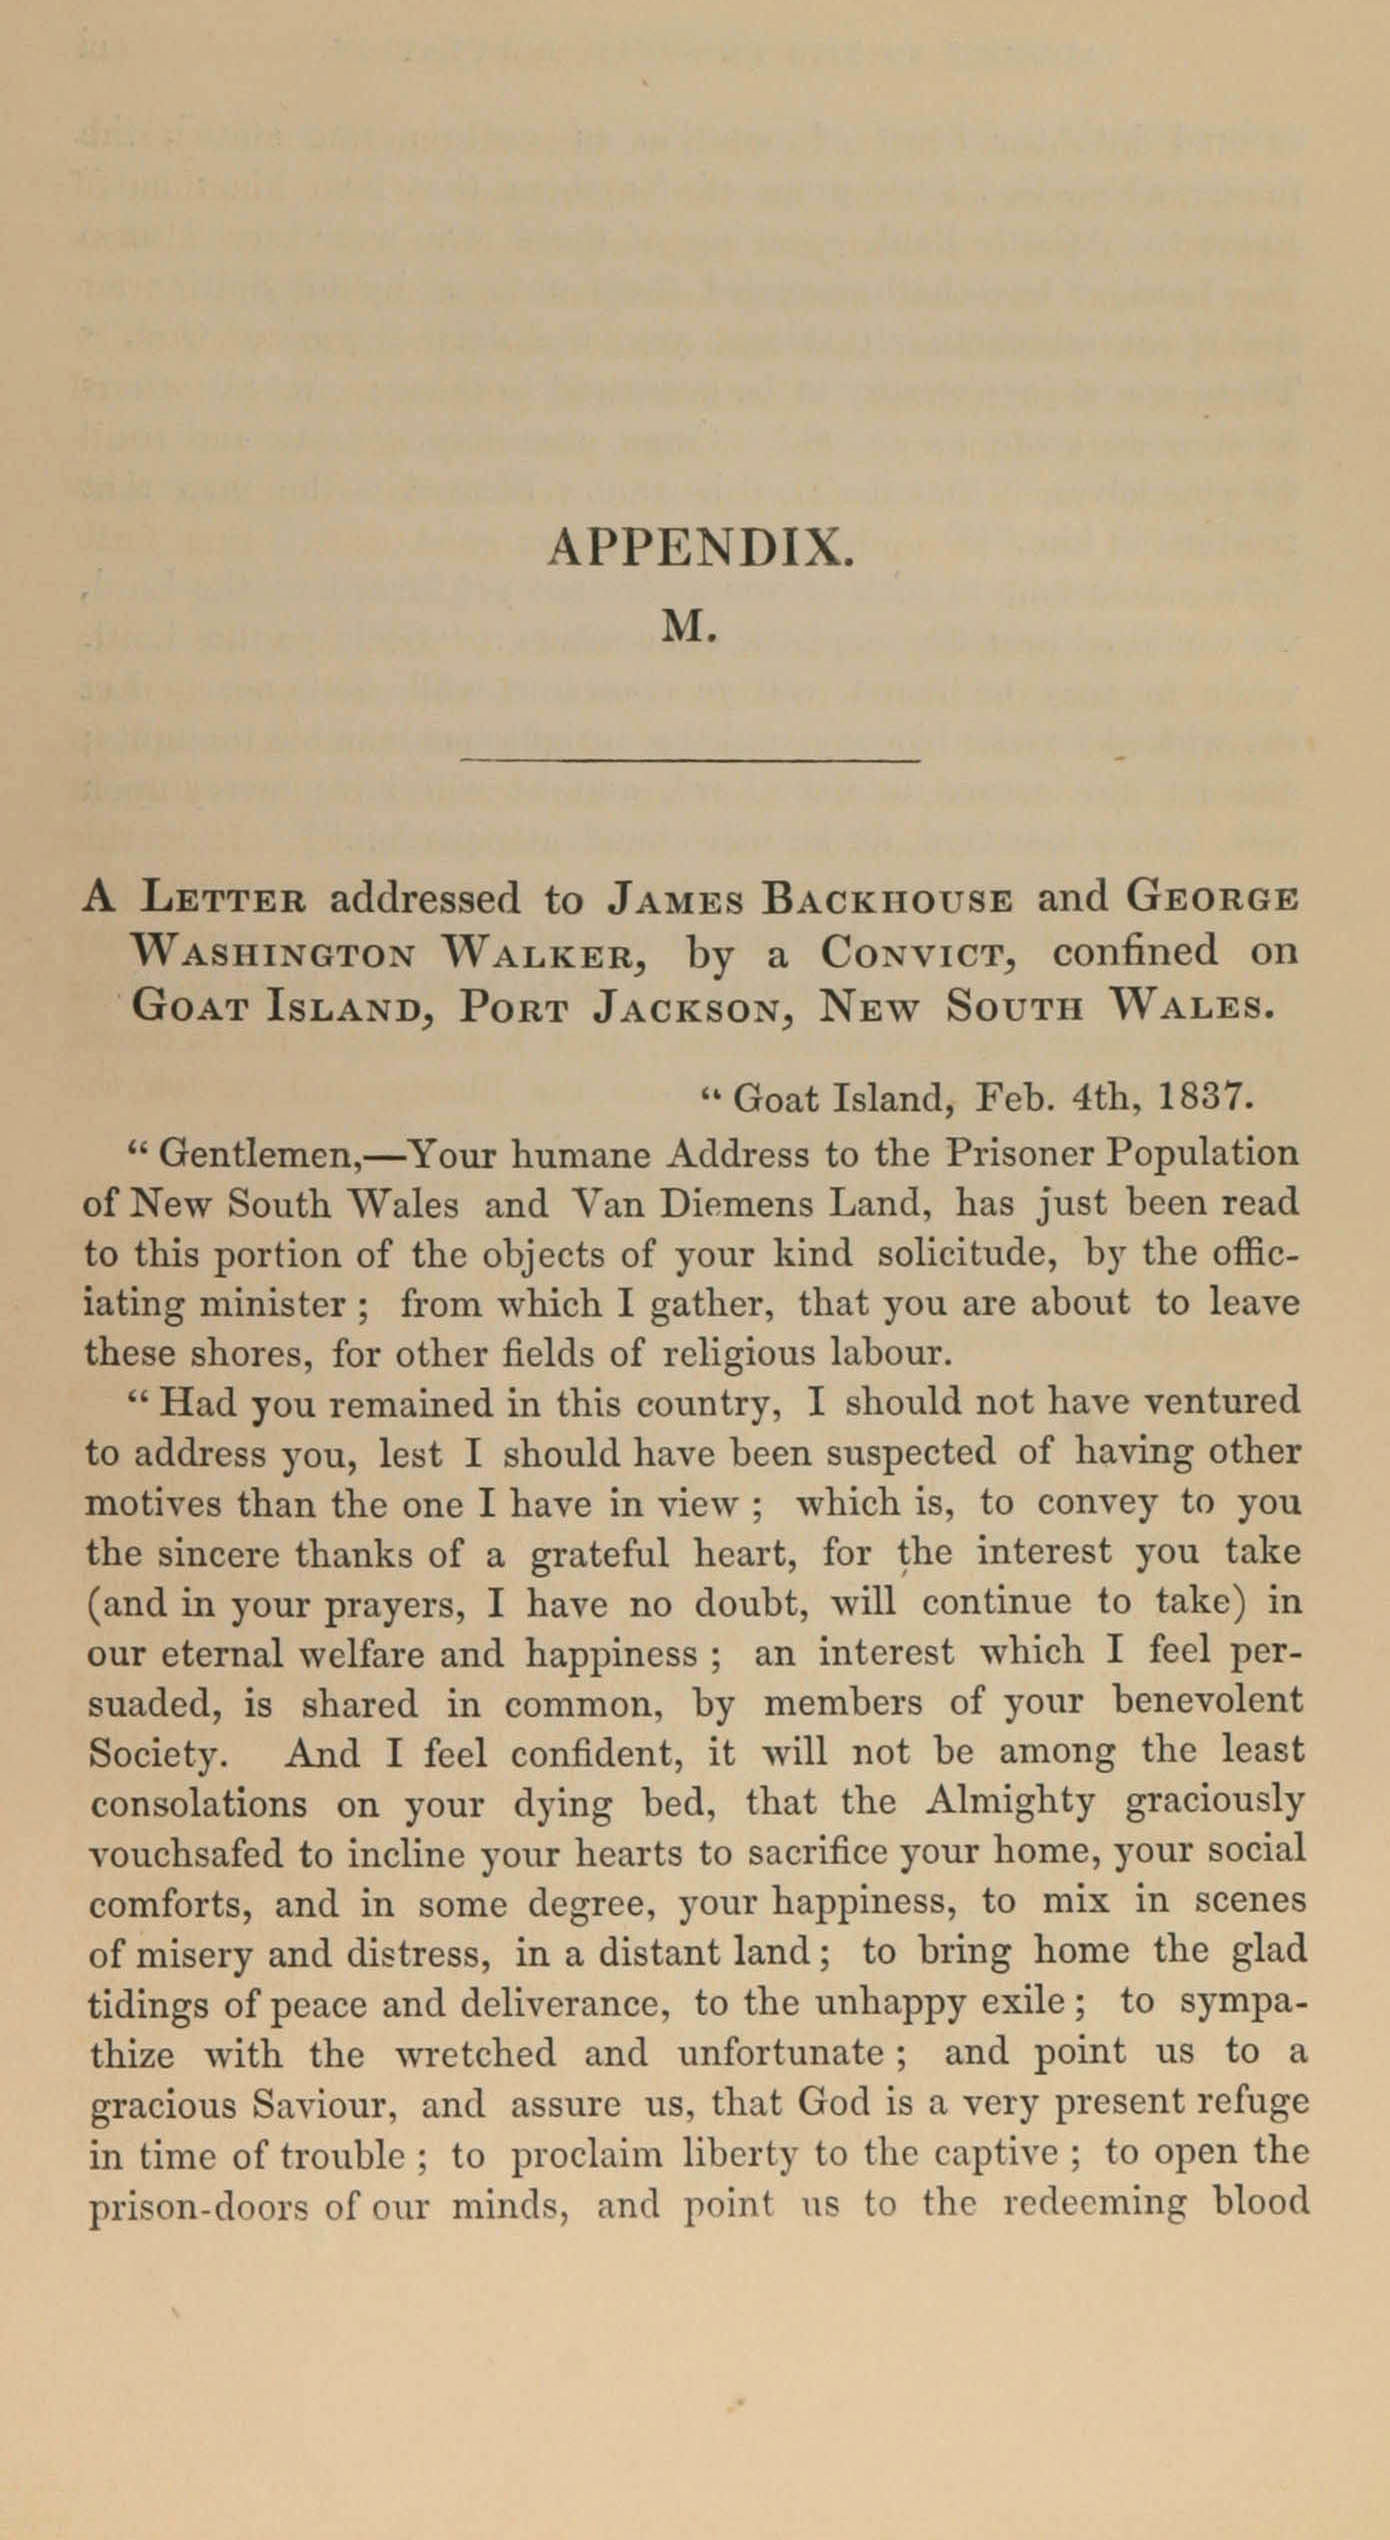 APPENDIX.
M.
A LETTER addressed to JAMES BACKHOUSE and GEORGE
WASHINGTON WALKER, by a CONVICT, confined on
GOAT ISLAND, PORT JACKSON, NEW SOUTH WALES.
“ Goat Island, Feb. 4th, 1837.
“ Gentlemen,—Your humane Address to the Prisoner Population
of New South Wales and Van Diemens Land, has just been read
to this portion of the objects of your kind solicitude, by the offic-
iating minister ; from which I gather, that you are about to leave
these shores, for other fields of religious labour.
“ Had you remained in this country, I should not have ventured
to address you, lest I should have been suspected of having other
motives than the one I have in view ; which is, to convey to you
the sincere thanks of a grateful heart, for the interest you take
(and in your prayers, I have no doubt, will continue to take) in
our eternal welfare and happiness ; an interest which I feel per-
suaded, is shared in common, by members of your benevolent
Society. And I feel confident, it will not be among the least
consolations on your dying bed, that the Almighty graciously
vouchsafed to incline your hearts to sacrifice your home, your social
comforts, and in some degree, your happiness, to mix in scenes
of misery and distress, in a distant land ; to bring home the glad
tidings of peace and deliverance, to the unhappy exile ; to sympa-
thize with the wretched and unfortunate ; and point us to a
gracious Saviour, and assure us, that God is a very present refuge
in time of trouble ; to proclaim liberty to the captive ; to open the
prison-doors of our minds, and point us to the redeeming blood